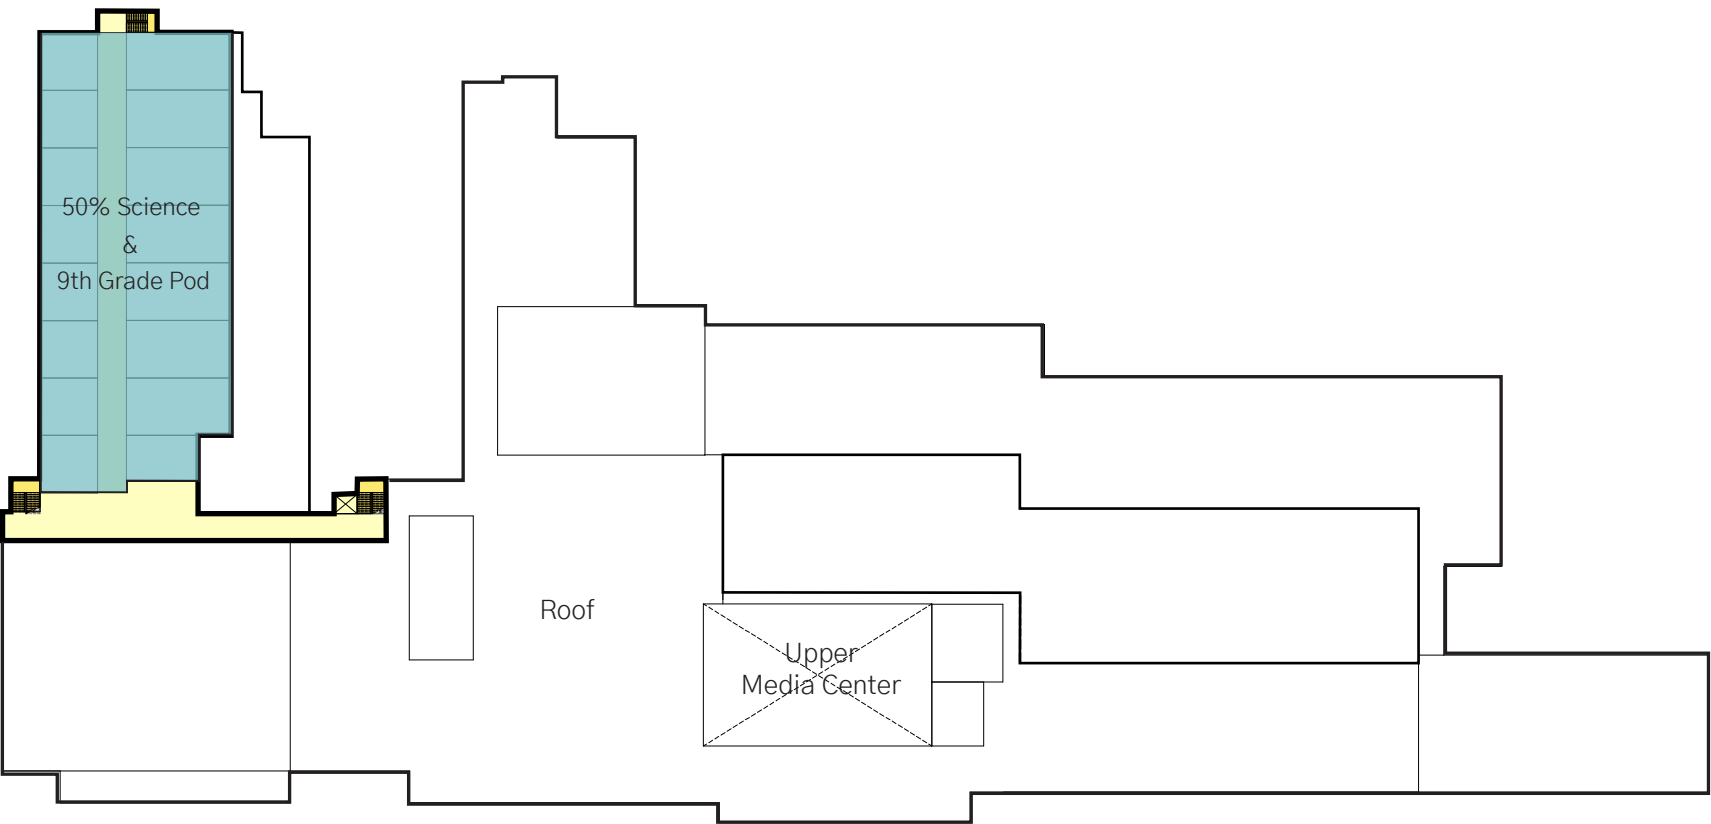 50% Science
&
9th Grade Pod
Roof
Upper
Media Center